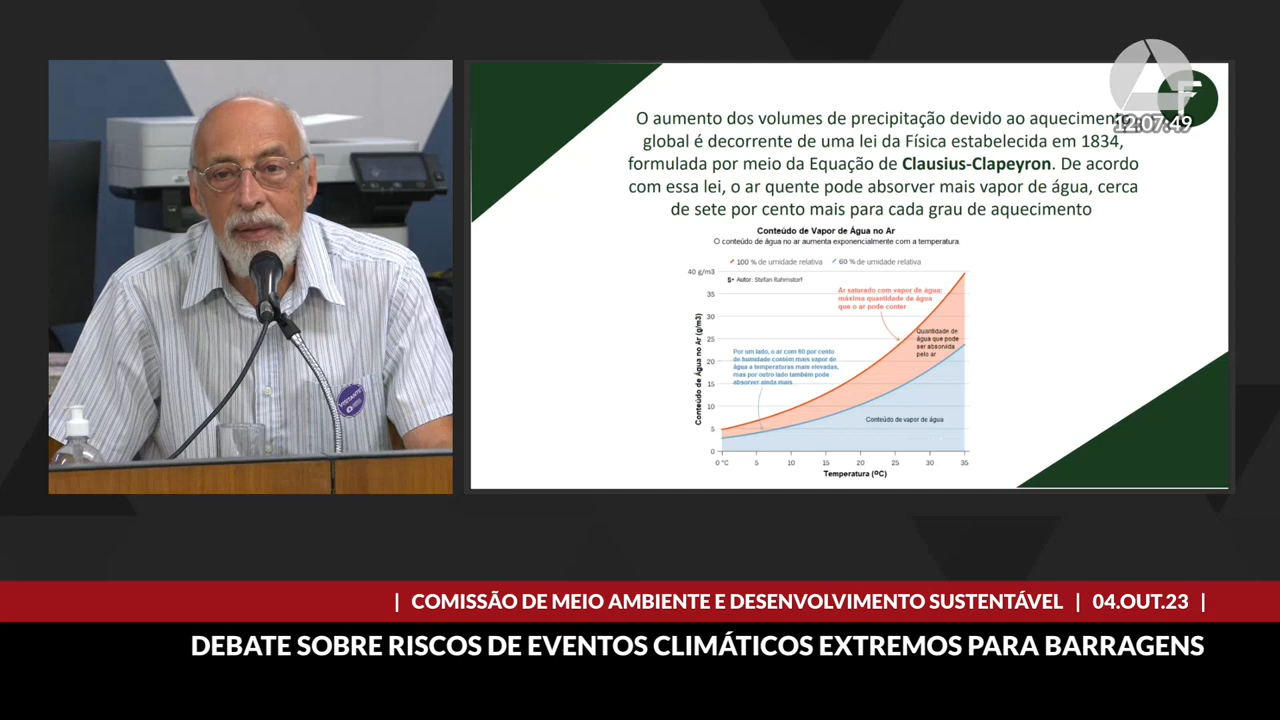 O aumento dos volumes de precipitação devido ao aquecimento
global é decorrente de uma lei da Física estabelecida em 1834,
formulada por meio da Equação de Clausius-Clapeyron. De acordo
com essa lei, o ar quente pode absorver mais vapor de água, cerca
de sete por cento mais para cada grau de aquecimento
12:07:49
Conteúdo de Vapor de Água no Ar
O conteúdo de água no ar aumenta exponencialmente com a temperatura.
100 % de umidade relativa 60 % de umidade relativa
Autor: Stefan Rahmstorf
40 g/m3
35
30
25
20
15
10
5
0
Conteúdo de Água no Ar (g/m3)
Ar saturado com vapor de água:
máxima quantidade de água
que o ar pode conter
Quantidade de
água que pode
ser absorvida
pelo ar
Por um lado, o ar com 60 por cento
de humidade contém mais vapor de
água a temperaturas mais elevadas,
mas por outro lado também pode
absorver ainda mais
Conteúdo de vapor de água
0 °C 5 10 15 20 25 30 35
Temperatura (ºC)
VISITANTE
| COMISSÃO DE MEIO AMBIENTE E DESENVOLVIMENTO SUSTENTÁVEL | 04.OUT.23 |
DEBATE SOBRE RISCOS DE EVENTOS CLIMÁTICOS EXTREMOS PARA BARRAGENS